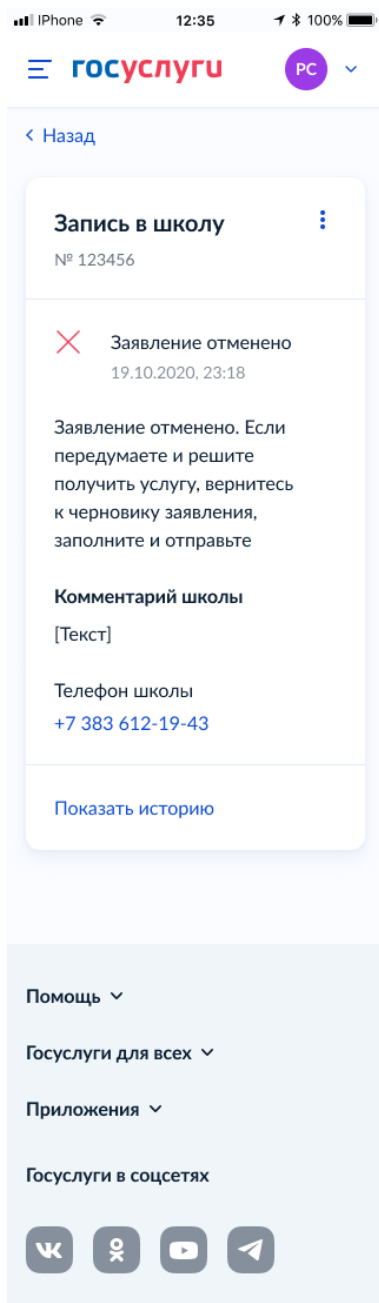 IPhone 12:35 100%
госуслуги РС
Назад
Запись в школу
№ 123456
Заявление отменено
19.10.2020, 23:18
Заявление отменено. Если
передумаете и решите
получить услугу, вернитесь
к черновику заявления,
заполните и отправьте
Комментарий школы
[Текст]
Телефон школы
+7 383 612-19-43
Показать историю
Помощь
Госуслуги для всех
Приложения
Госуслуги в соцсетях